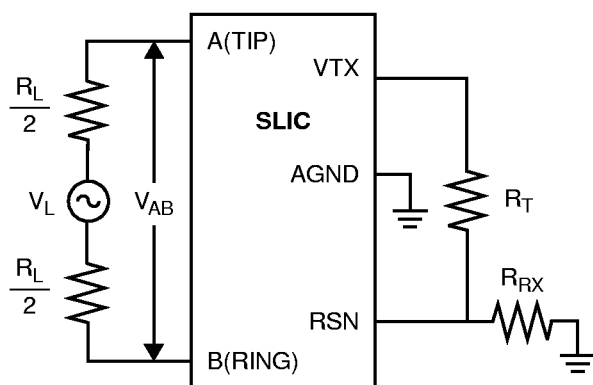 A(TIP)
VTX
R_L
2
SLIC
AGND
V_L
V_AB
R_T
R_L
2
R_RX
RSN
B(RING)